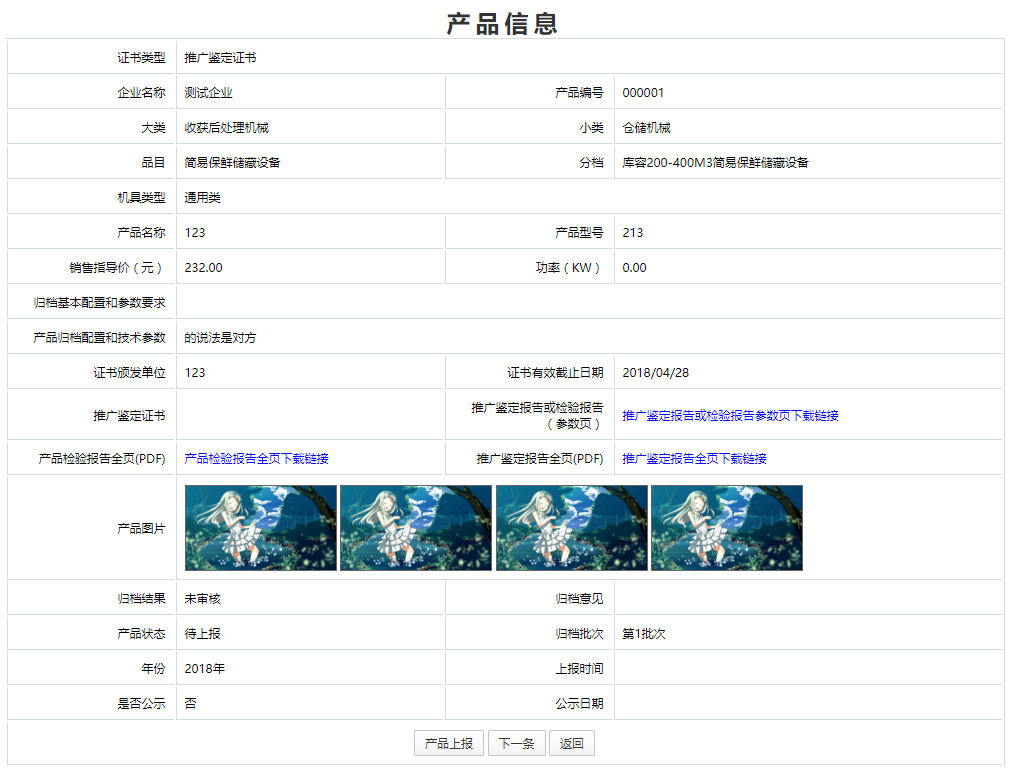 产品信息
证书类型 推广鉴定证书
企业名称 测试企业 产品编号 000001
大类 收获后处理机械 小类 仓储机械
品目 简易保鲜储藏设备 分档 库容200-400M3简易保鲜储藏设备
机具类型 通用类
产品名称 123 产品型号 213
销售指导价（元） 232.00 功率（KW） 0.00
归档基本配置和参数要求
产品归档配置和技术参数 的说法是对方
证书颁发单位 123 证书有效截止日期 2018/04/28
推广鉴定证书 推广鉴定报告或检验报告
（参数页） 推广鉴定报告或检验报告参数页下载链接
产品检验报告全页(PDF) 产品检验报告全页下载链接 推广鉴定报告全页(PDF) 推广鉴定报告全页下载链接
产品图片
归档结果 未审核 归档意见
产品状态 待上报 归档批次 第1批次
年份 2018年 上报时间
是否公示 否 公示日期
产品上报 下一条 返回